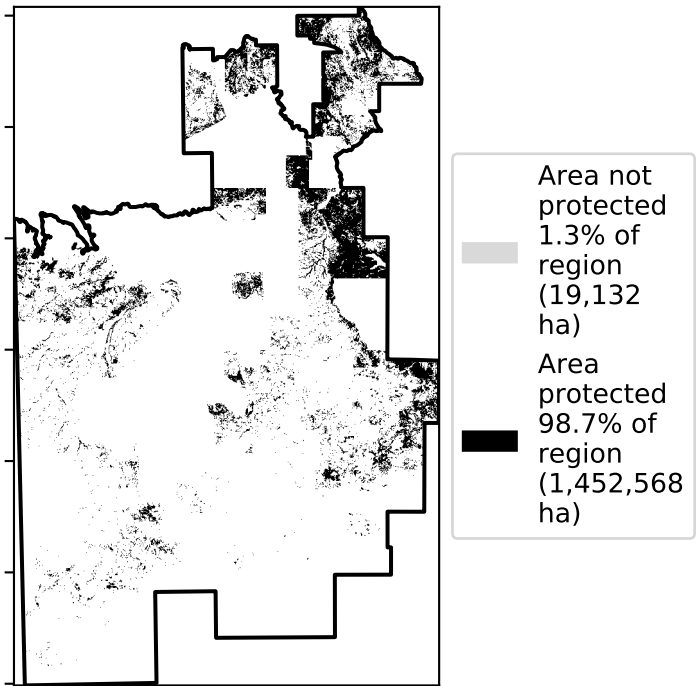 Area not
protected
1.3% of
region
(19,132
ha)
Area
protected
98.7% of
region
(1,452,568
ha)